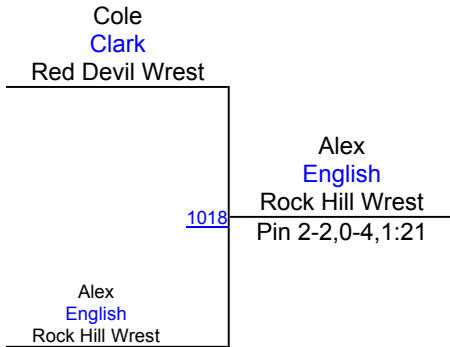 Cole
Clark
Red Devil Wrest
Alex
English
Rock Hill Wrest
1018
Pin 2-2,0-4,1:21
Alex
English
Rock Hill Wrest